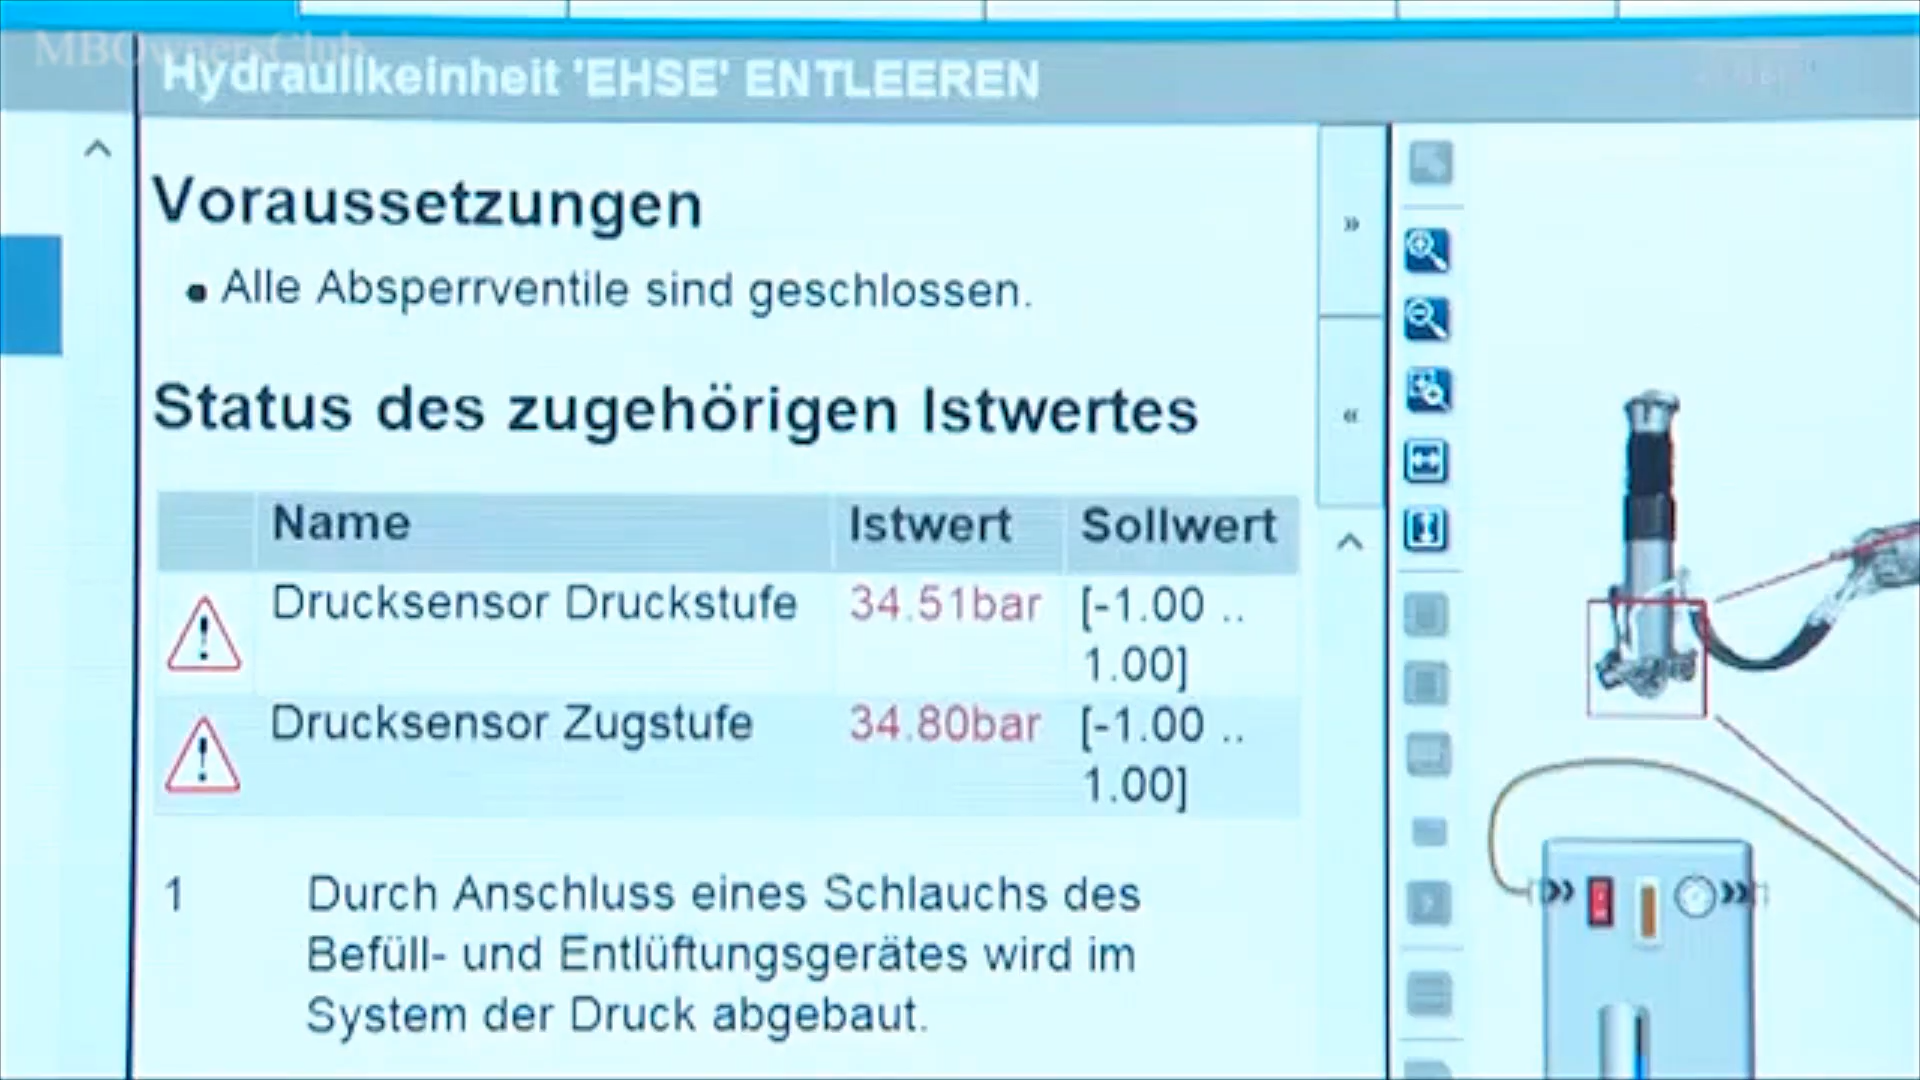 MBOwnersClub
Hydraulikeinheit 'EHSE' ENTLEEREN
Voraussetzungen
• Alle Absperrventile sind geschlossen.
Status des zugehörigen Istwertes
Name Istwert Sollwert
Drucksensor Druckstufe 34.51bar [-1.00 ..
1.00]
Drucksensor Zugstufe 34.80bar [-1.00 ..
1.00]
1 Durch Anschluss eines Schlauchs des
Befüll- und Entlüftungsgerätes wird im
System der Druck abgebaut.